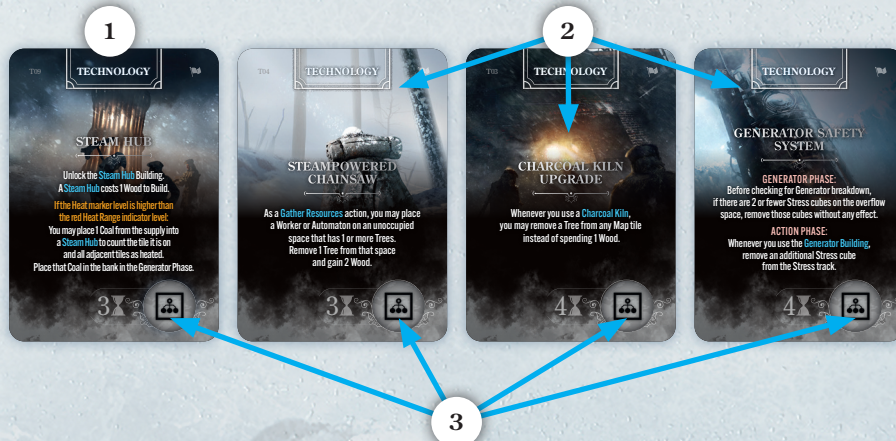 1
2
T09
TECHNOLOGY
STEAM HUB
Unlock the Steam Hub Building.
A Steam Hub costs 1 Wood to Build.
If the Heat marker level is higher than
the red Heat Range indicator level:
You may place 1 Coal from the supply into
a Steam Hub to count the tile it is on
and all adjacent tiles as heated.
Place that Coal in the bank in the Generator Phase.
3
T04
TECHNOLOGY
STEAMPOWERED
CHAINSAW
As a Gather Resources action, you may place
a Worker or Automaton on an unoccupied
space that has 1 or more Trees.
Remove 1 Tree from that space
and gain 2 Wood.
3
T03
TECHNOLOGY
CHARCOAL KILN
UPGRADE
Whenever you use a Charcoal Kiln,
you may remove a Tree from any Map tile
instead of spending 1 Wood.
4
TECHNOLOGY
GENERATOR SAFETY
SYSTEM
GENERATOR PHASE:
Before checking for Generator breakdown,
if there are 2 or fewer Stress cubes on the overflow
space, remove those cubes without any effect.
ACTION PHASE:
Whenever you use the Generator Building,
remove an additional Stress cube
from the Stress track.
4
3